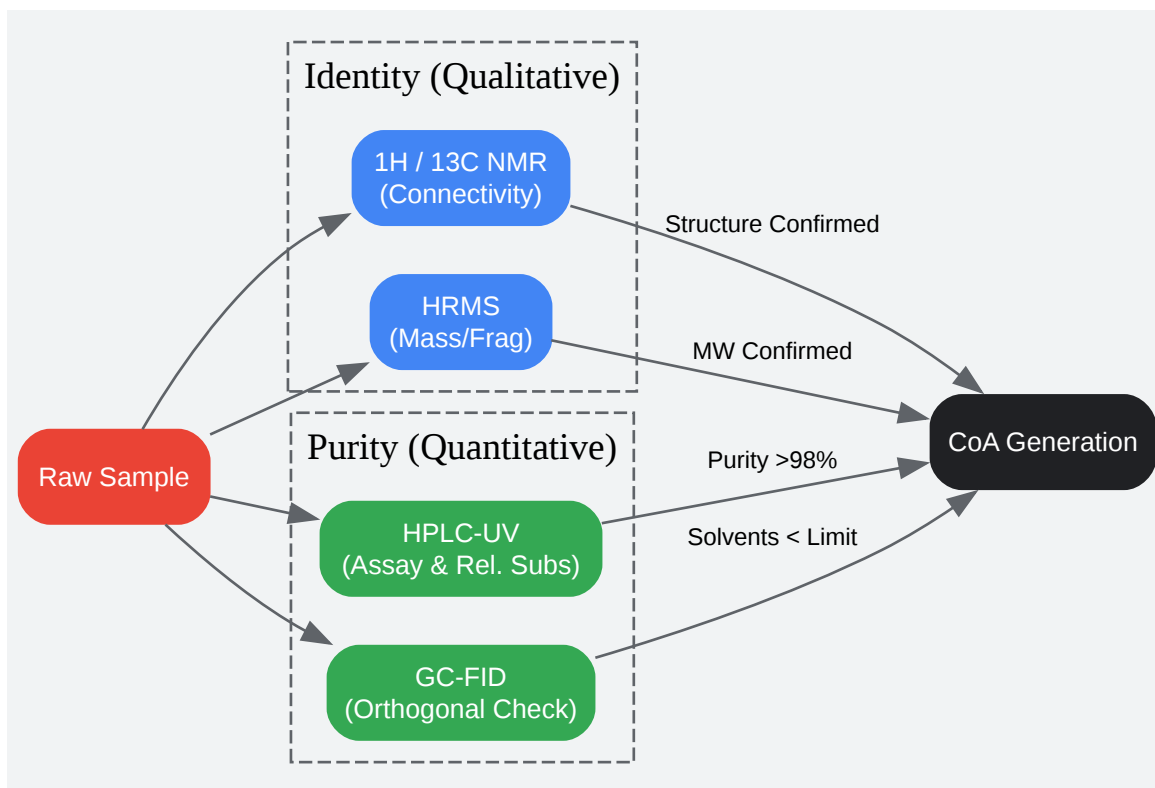 Identity (Qualitative)
1H / 13C NMR
(Connectivity)
Structure Confirmed
HRMS
(Mass/Frag)
MW Confirmed
Raw Sample
Purity (Quantitative)
Purity >98%
CoA Generation
HPLC-UV
(Assay & Rel. Subs)
Solvents < Limit
GC-FID
(Orthogonal Check)